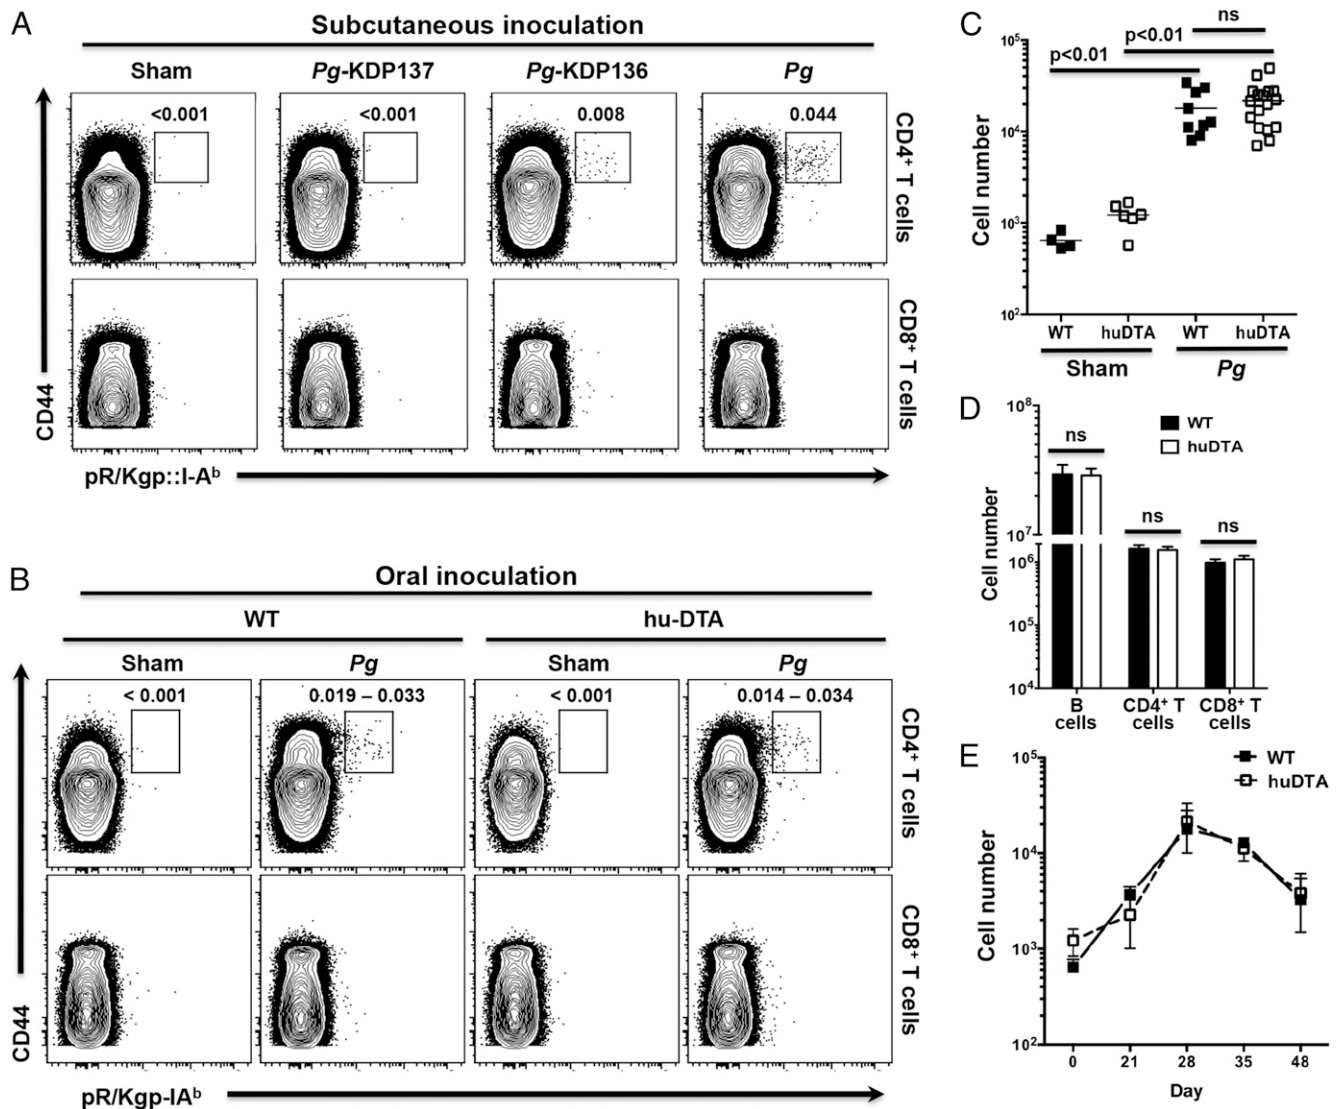 A
Subcutaneous inoculation
Sham
Pg-KDP137
Pg-KDP136
Pg
<0.001
<0.001
0.008
0.044
CD4+ T cells
CD8+ T cells
CD44
pR/Kgp::I-Ab
B
Oral inoculation
WT
hu-DTA
Sham
Pg
Sham
Pg
< 0.001
0.019 – 0.033
< 0.001
0.014 – 0.034
CD4+ T cells
CD8+ T cells
CD44
pR/Kgp-IAb
C
ns
p<0.01
p<0.01
10⁵
10⁴
10³
10²
Cell number
WT
huDTA
WT
huDTA
Sham
Pg
D
WT
huDTA
ns
ns
ns
10⁸
10⁷
10⁶
10⁵
10⁴
Cell number
B cells
CD4+ T cells
CD8+ T cells
E
WT
huDTA
10⁵
10⁴
10³
10²
Cell number
0
21
28
35
48
Day